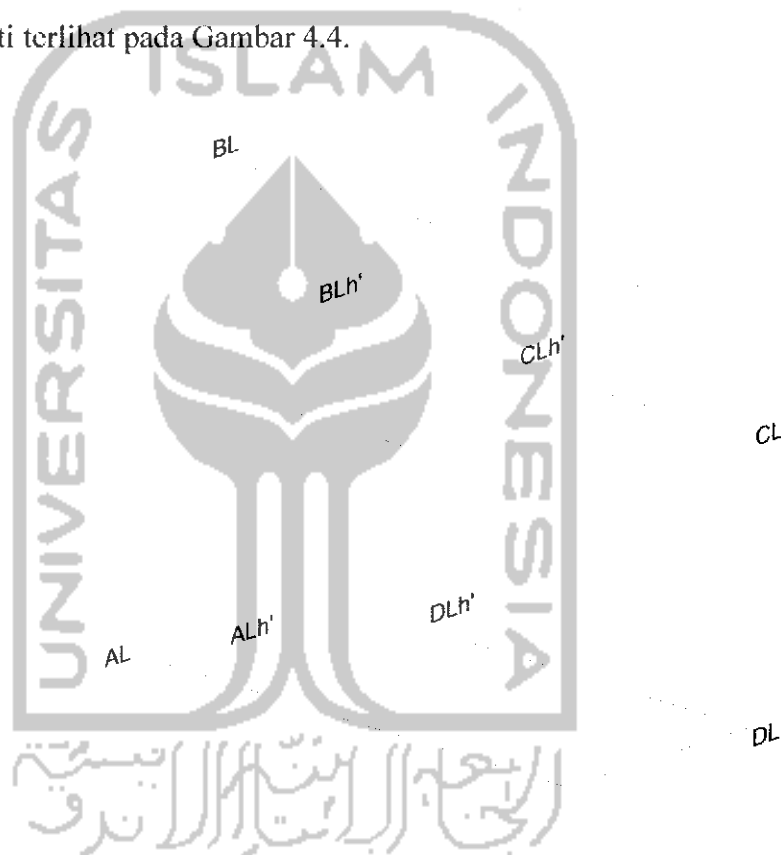 ti terlihat pada Gambar 4.4.
ISLAM
UNIVERSITAS
INDONESIA
BL
BLh'
CLh'
CL
DLh'
ALh'
AL
DL